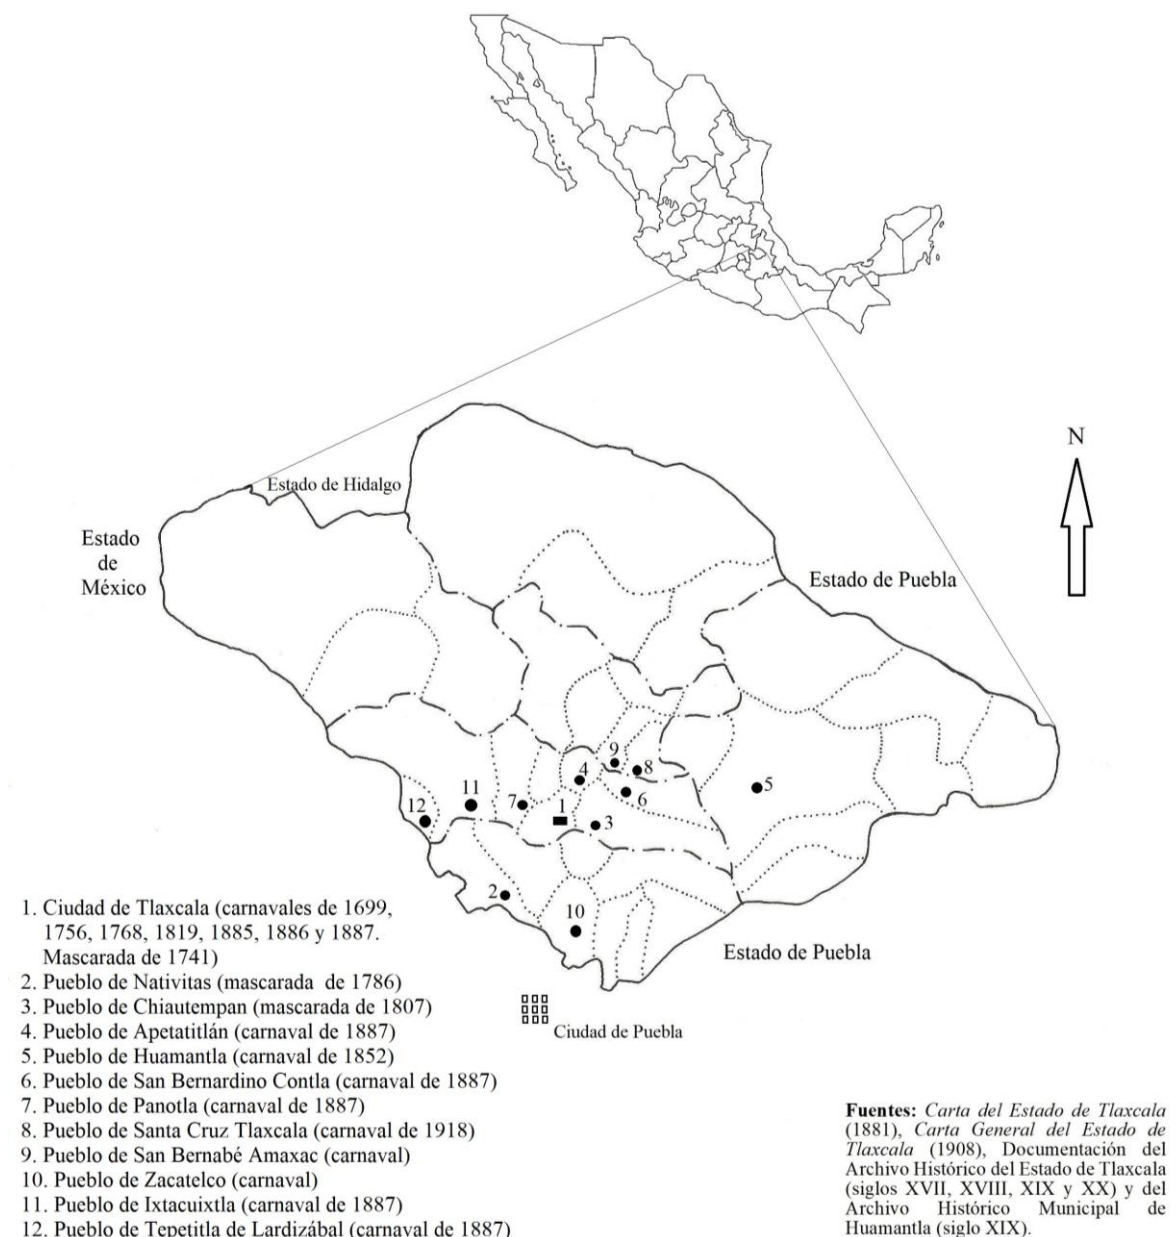 Estado de Hidalgo
N
Estado
de
México
Estado de Puebla
9
8
4
5
11
7
6
12
1
3
2
10
Estado de Puebla
Ciudad de Puebla
1. Ciudad de Tlaxcala (carnavales de 1699,
1756, 1768, 1819, 1885, 1886 y 1887.
Mascarada de 1741)
2. Pueblo de Nativitas (mascarada de 1786)
3. Pueblo de Chiautempan (mascarada de 1807)
4. Pueblo de Apetatitlán (carnaval de 1887)
5. Pueblo de Huamantla (carnaval de 1852)
6. Pueblo de San Bernardino Contla (carnaval de 1887)
7. Pueblo de Panotla (carnaval de 1887)
8. Pueblo de Santa Cruz Tlaxcala (carnaval de 1918)
9. Pueblo de San Bernabé Amaxac (carnaval)
10. Pueblo de Zacatelco (carnaval)
11. Pueblo de Ixtacuixtla (carnaval de 1887)
12. Pueblo de Tepetitla de Lardizábal (carnaval de 1887)
Fuentes: Carta del Estado de Tlaxcala
(1881), Carta General del Estado de
Tlaxcala (1908), Documentación del
Archivo Histórico del Estado de Tlaxcala
(siglos XVII, XVIII, XIX y XX) y del
Archivo Histórico Municipal de
Huamantla (siglo XIX).